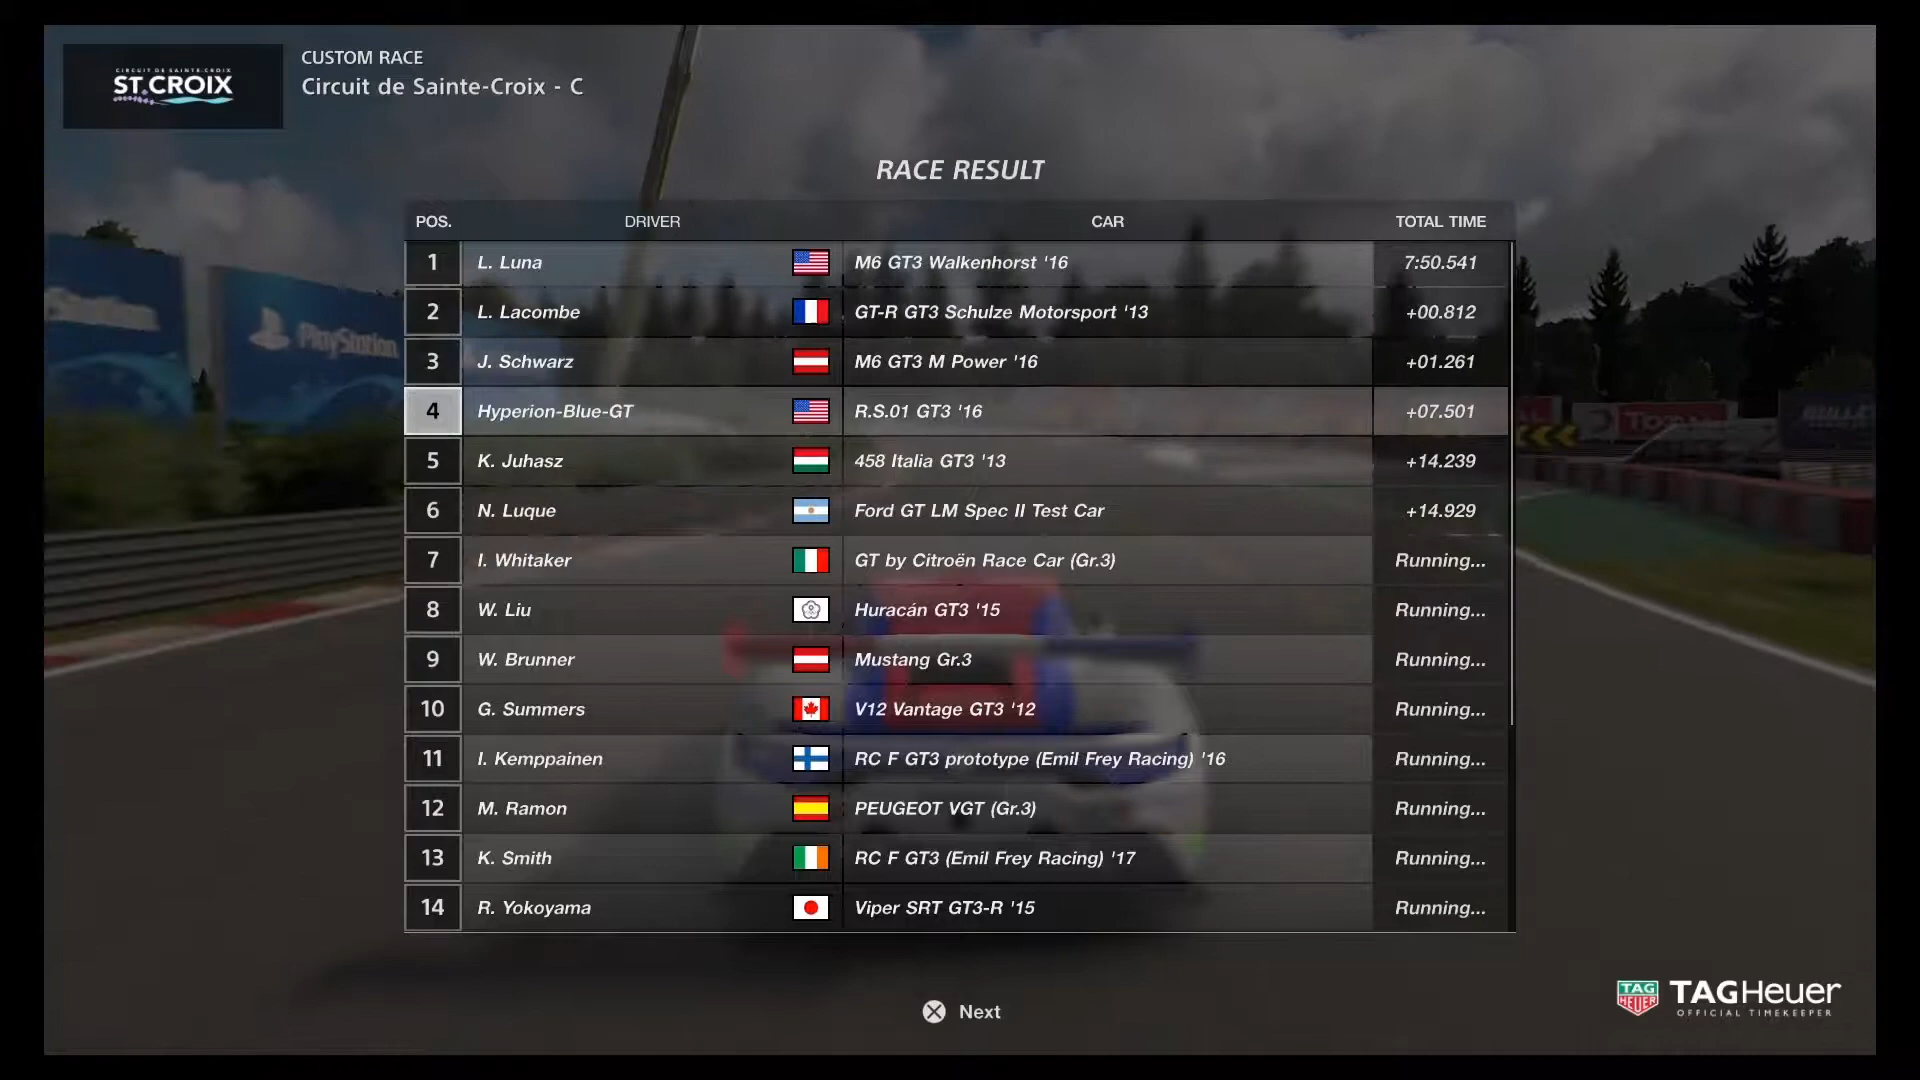 CIRCUIT DE SAINTE-CROIX
ST.CROIX
CUSTOM RACE
Circuit de Sainte-Croix - C
RACE RESULT
POS. DRIVER CAR TOTAL TIME
1 L. Luna M6 GT3 Walkenhorst '16 7:50.541
2 L. Lacombe GT-R GT3 Schulze Motorsport '13 +00.812
3 J. Schwarz M6 GT3 M Power '16 +01.261
4 Hyperion-Blue-GT R.S.01 GT3 '16 +07.501
5 K. Juhasz 458 Italia GT3 '13 +14.239
6 N. Luque Ford GT LM Spec II Test Car +14.929
7 I. Whitaker GT by Citroën Race Car (Gr.3) Running...
8 W. Liu Huracán GT3 '15 Running...
9 W. Brunner Mustang Gr.3 Running...
10 G. Summers V12 Vantage GT3 '12 Running...
11 I. Kemppainen RC F GT3 prototype (Emil Frey Racing) '16 Running...
12 M. Ramon PEUGEOT VGT (Gr.3) Running...
13 K. Smith RC F GT3 (Emil Frey Racing) '17 Running...
14 R. Yokoyama Viper SRT GT3-R '15 Running...
PlayStation
Next
TAG
HEUER
TAGHeuer
OFFICIAL TIMEKEEPER